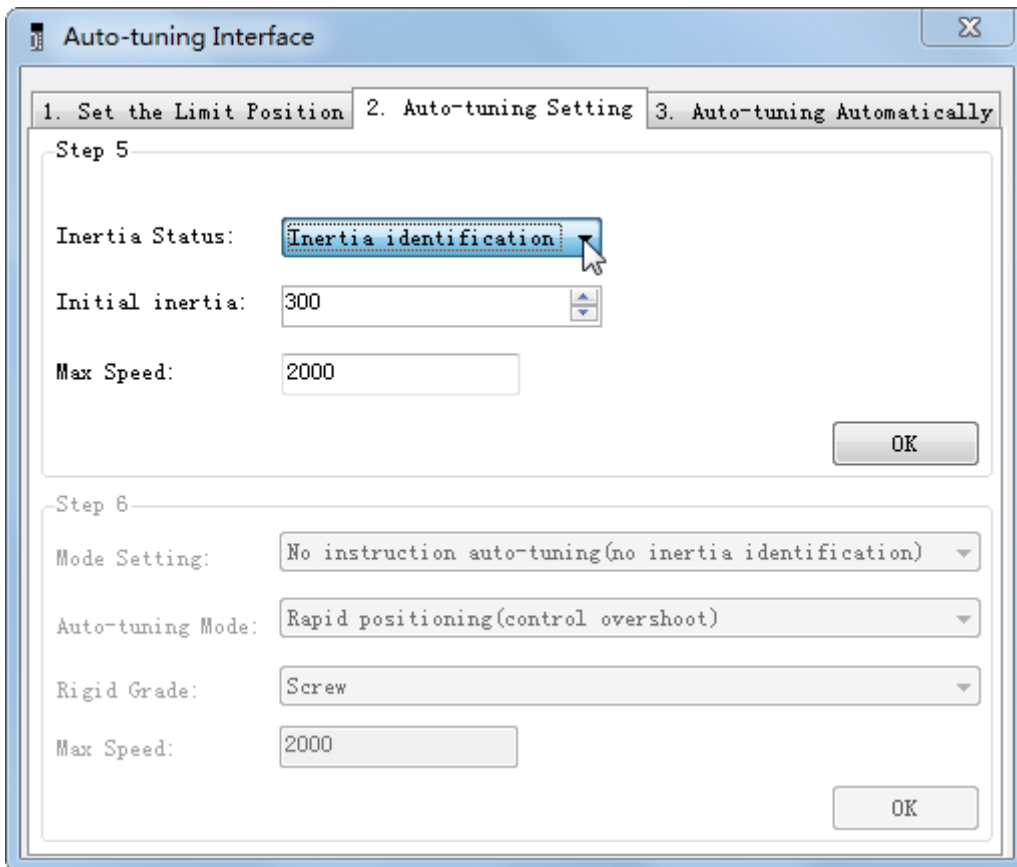 Auto-tuning Interface
1. Set the Limit Position 2. Auto-tuning Setting 3. Auto-tuning Automatically
Step 5
Inertia Status: Inertia identification
Initial inertia: 300
Max Speed: 2000
OK
Step 6
Mode Setting: No instruction auto-tuning(no inertia identification)
Auto-tuning Mode: Rapid positioning(control overshoot)
Rigid Grade: Screw
Max Speed: 2000
OK